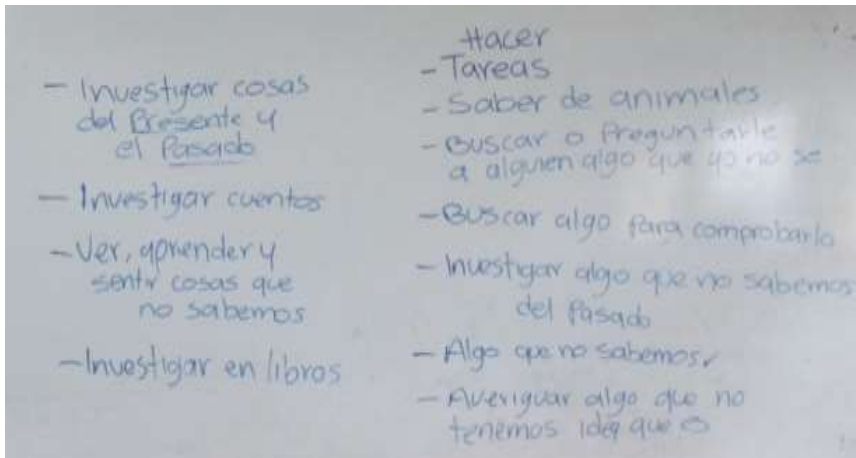 - Investigar cosas
del Presente y
el Pasado
- Investigar cuentos
- Ver, aprender y
sentir cosas que
no sabemos
- Investigar en libros
Hacer
- Tareas
- Saber de animales
- Buscar o Preguntarle
a alguien algo que yo no se
- Buscar algo para comprobarlo
- Investigar algo que no sabemos
del Pasado
- Algo que no sabemos
- Averiguar algo que no
tenemos idea que es